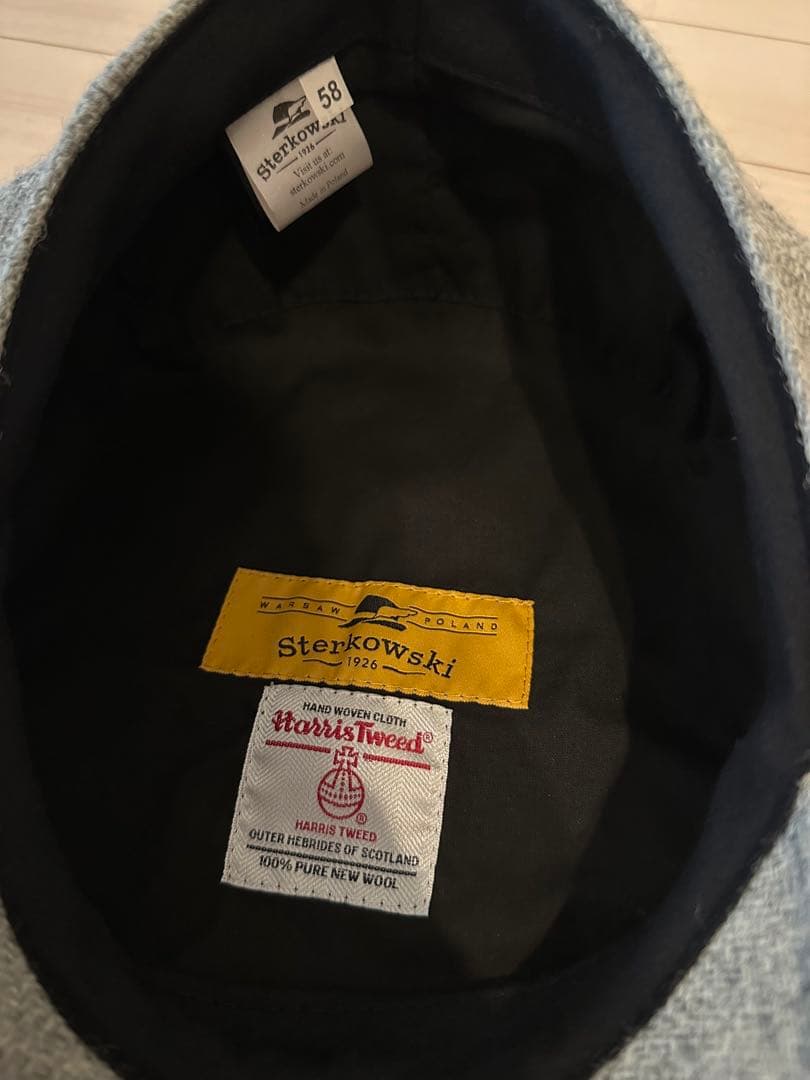 58
Sterkowski
1926
Visit us at:
sterkowski.com
Made in Poland
WARSAW POLAND
Sterkowski
1926
HAND WOVEN CLOTH
Harris Tweed®
®
HARRIS TWEED
OUTER HEBRIDES OF SCOTLAND
100% PURE NEW WOOL